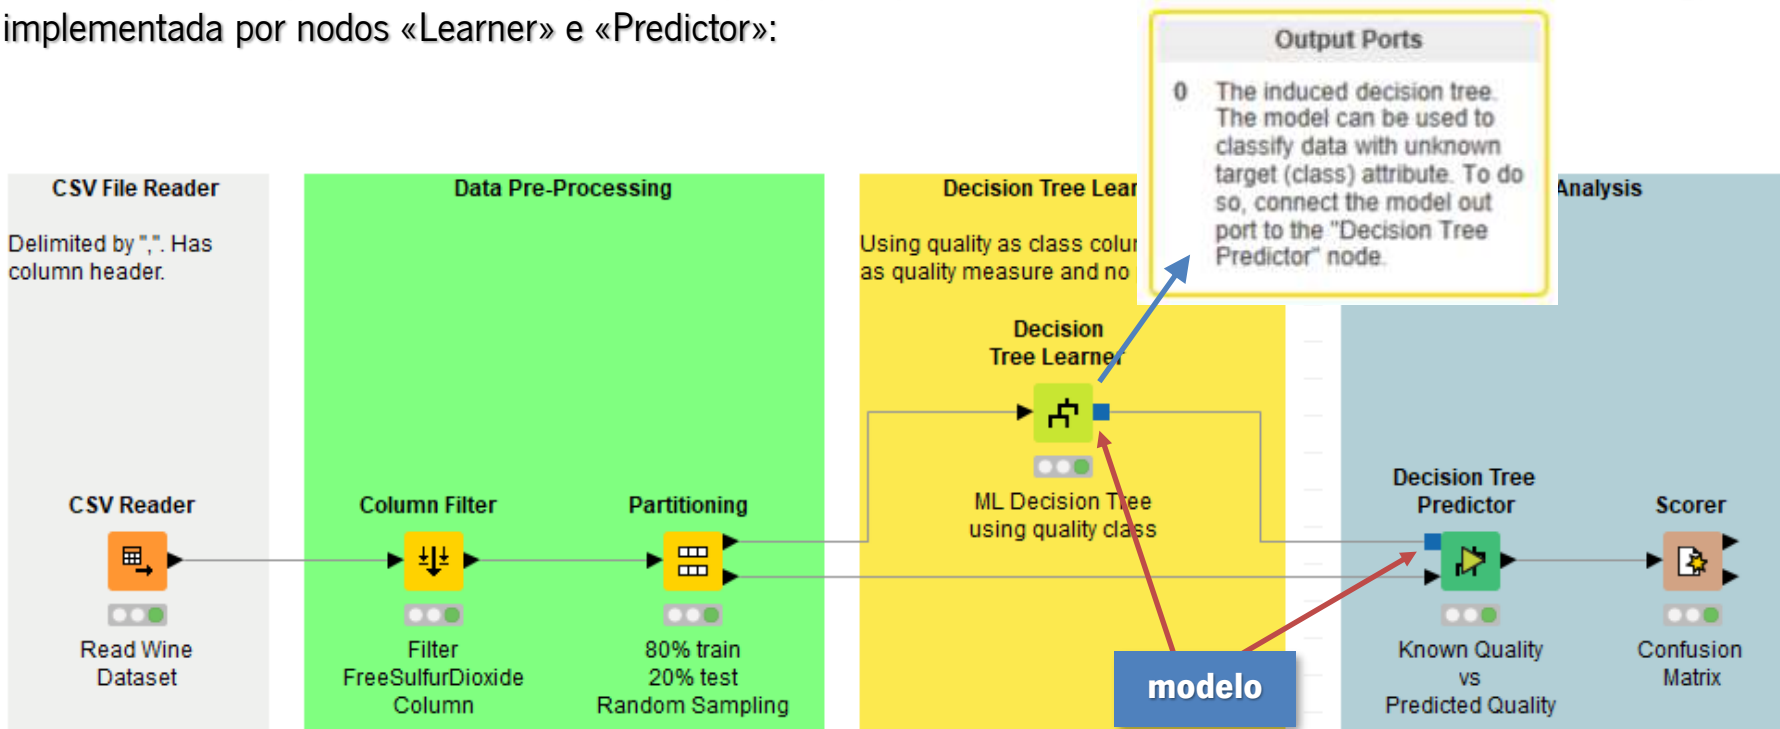 implementada por nodos «Learner» e «Predictor»:
Output Ports
0 The induced decision tree.
The model can be used to
classify data with unknown
target (class) attribute. To do
so, connect the model out
port to the "Decision Tree
Predictor" node.
CSV File Reader
Delimited by ",". Has
column header.
Data Pre-Processing
Decision Tree Lear
Using quality as class colu
as quality measure and no
Analysis
Decision
Tree Learner
ML Decision Tree
using quality class
CSV Reader
Read Wine
Dataset
Column Filter
Filter
FreeSulfurDioxide
Column
Partitioning
80% train
20% test
Random Sampling
Decision Tree
Predictor
Known Quality
vs
Predicted Quality
Scorer
Confusion
Matrix
modelo